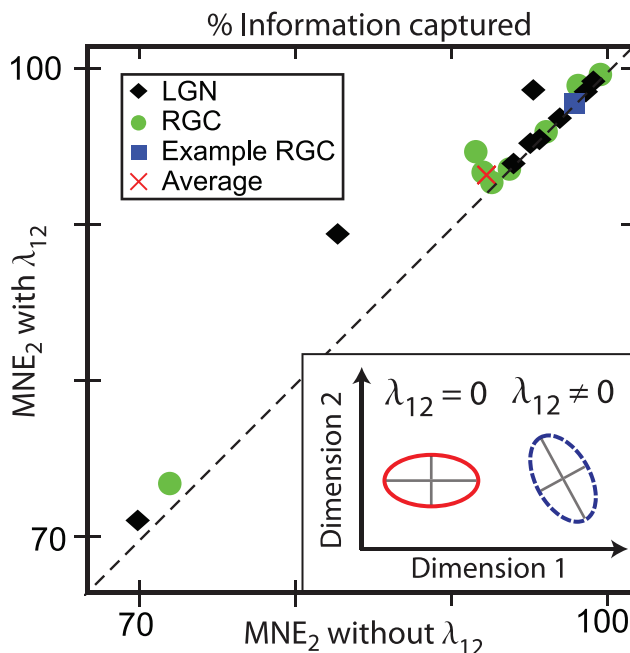 % Information captured
100
LGN
RGC
Example RGC
Average
MNE₂ with λ₁₂
λ₁₂ = 0
λ₁₂ ≠ 0
Dimension 2
Dimension 1
70
70
100
MNE₂ without λ₁₂